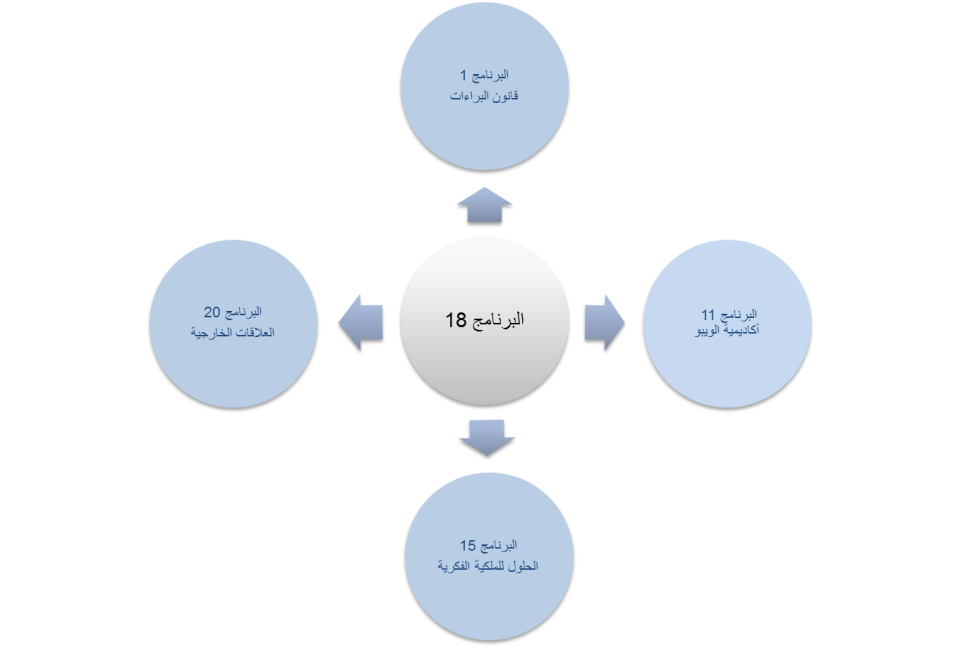 البرنامج 1
قانون البراءات
البرنامج 20
العلاقات الخارجية
البرنامج 18
البرنامج 11
أكاديمية الويبو
البرنامج 15
الحلول للملكية الفكرية